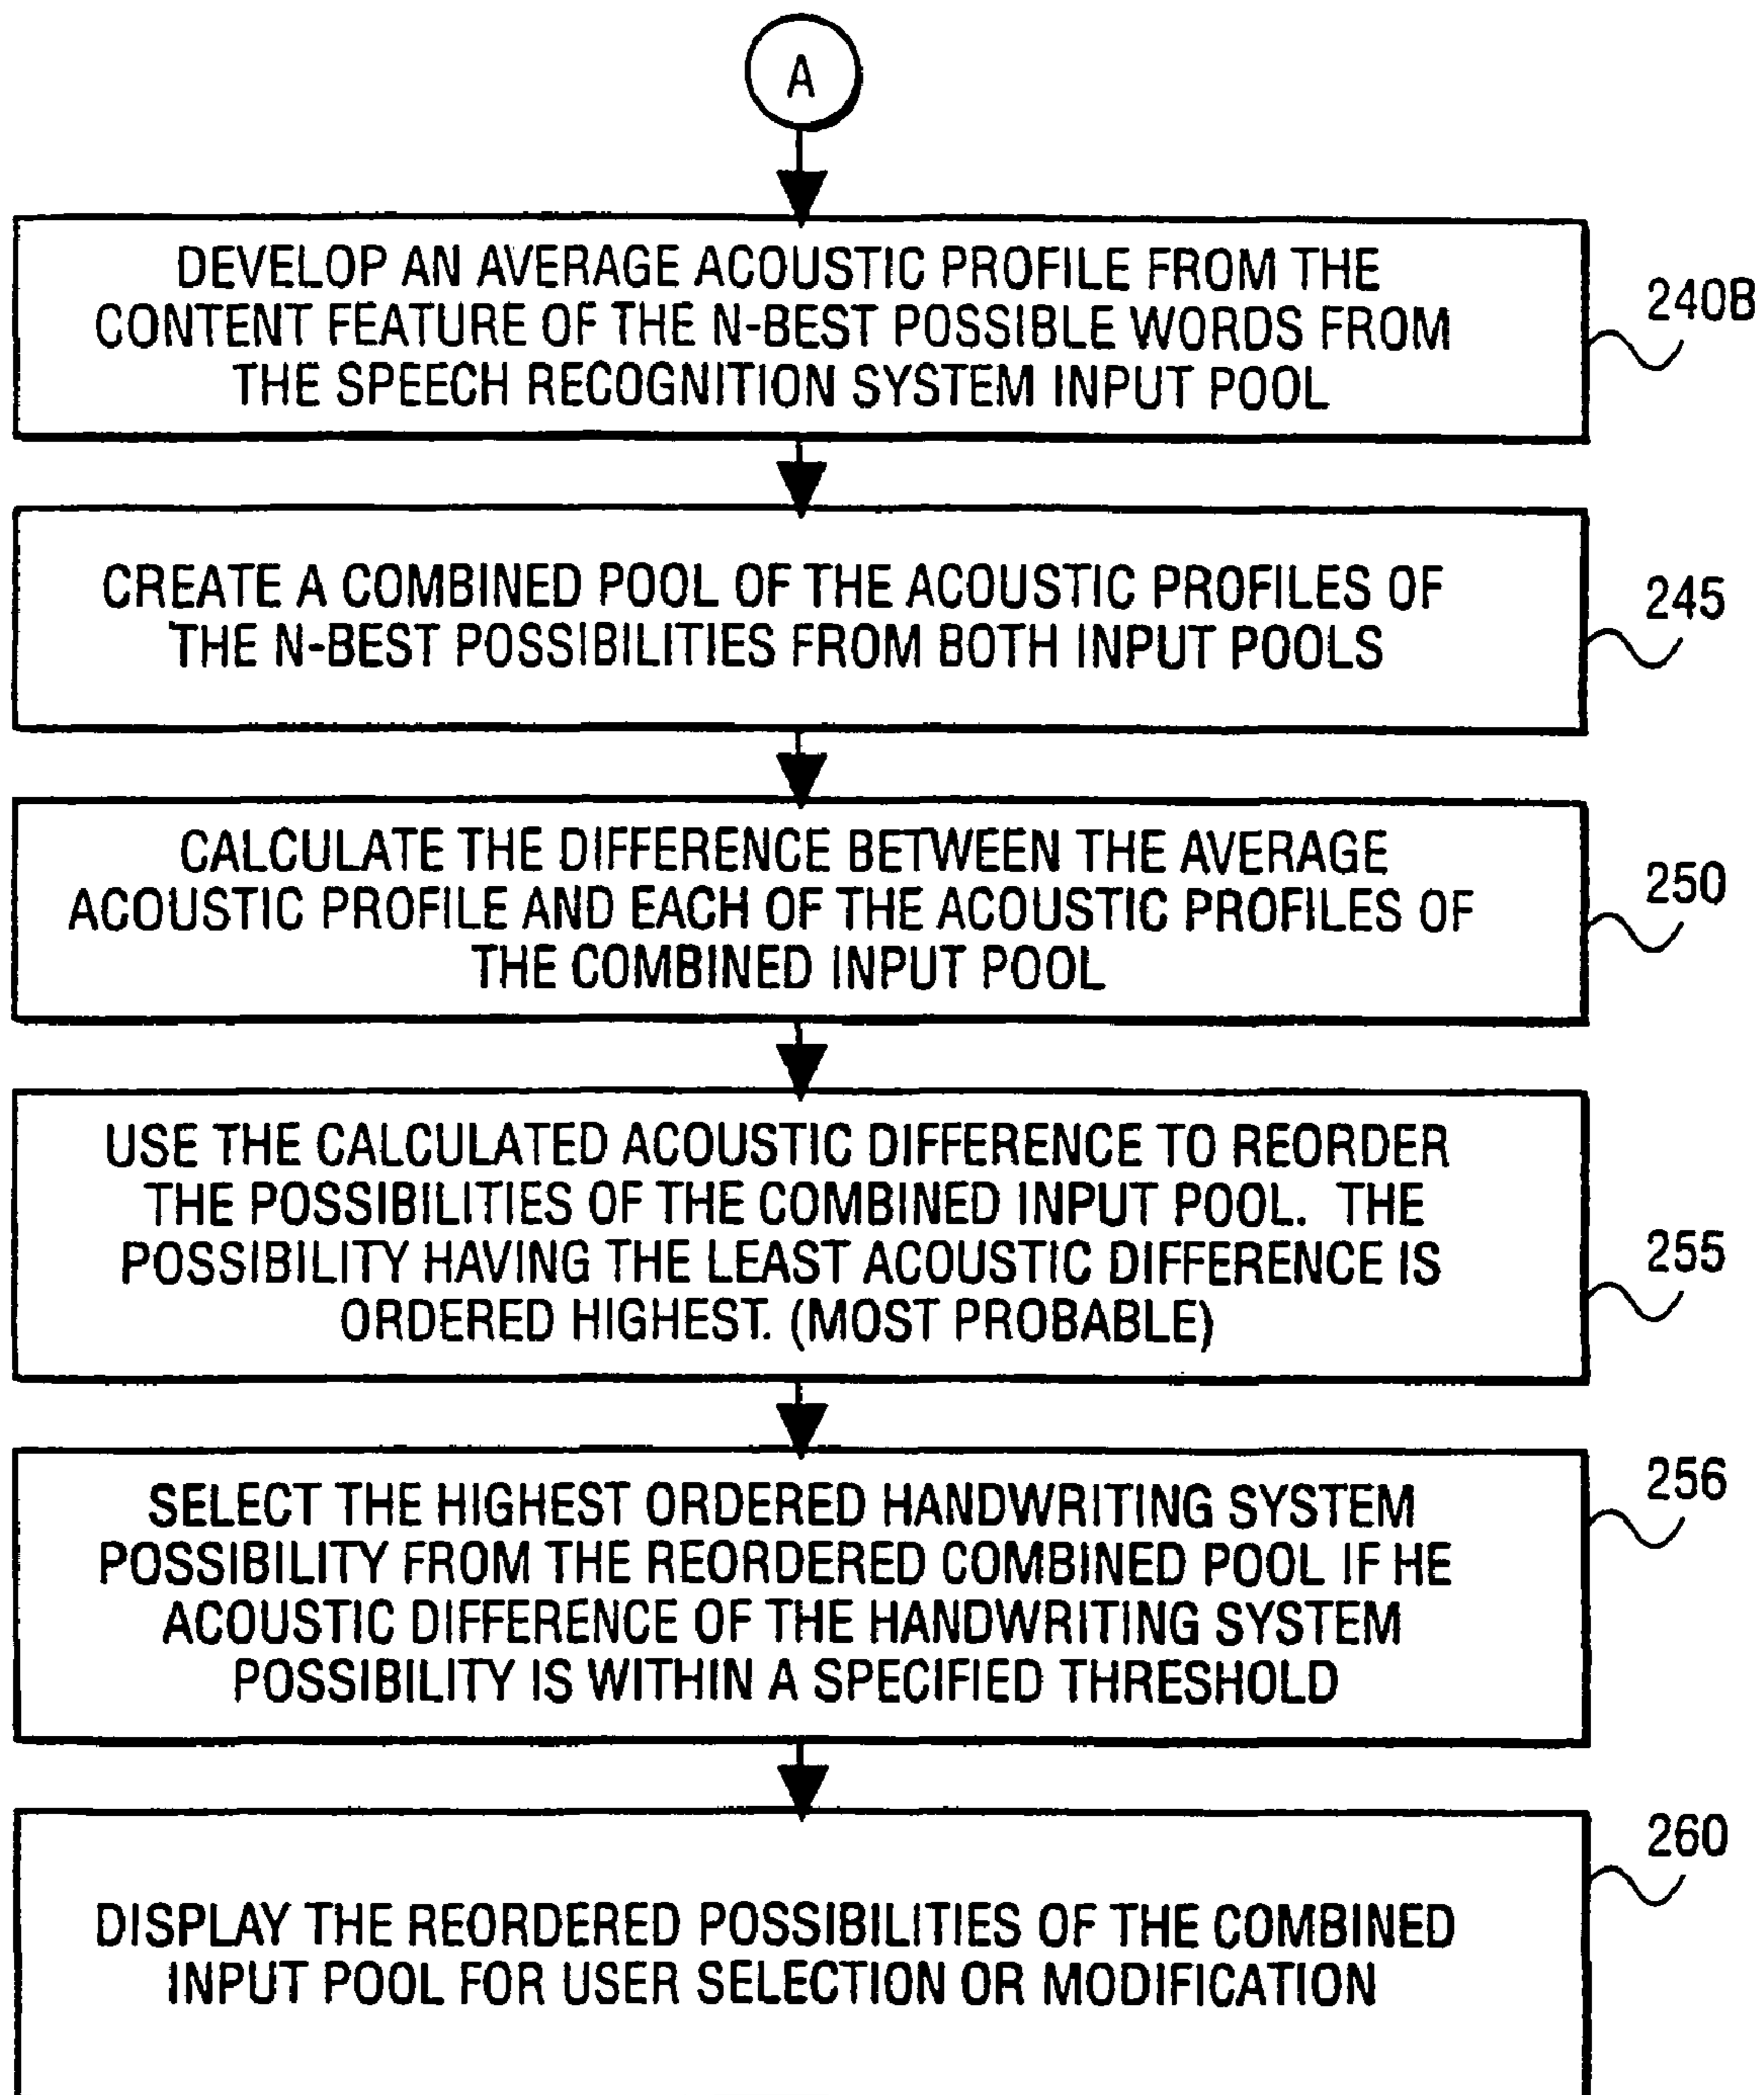 A
DEVELOP AN AVERAGE ACOUSTIC PROFILE FROM THE
CONTENT FEATURE OF THE N-BEST POSSIBLE WORDS FROM
THE SPEECH RECOGNITION SYSTEM INPUT POOL
240B
CREATE A COMBINED POOL OF THE ACOUSTIC PROFILES OF
THE N-BEST POSSIBILITIES FROM BOTH INPUT POOLS
245
CALCULATE THE DIFFERENCE BETWEEN THE AVERAGE
ACOUSTIC PROFILE AND EACH OF THE ACOUSTIC PROFILES OF
THE COMBINED INPUT POOL
250
USE THE CALCULATED ACOUSTIC DIFFERENCE TO REORDER
THE POSSIBILITIES OF THE COMBINED INPUT POOL. THE
POSSIBILITY HAVING THE LEAST ACOUSTIC DIFFERENCE IS
ORDERED HIGHEST. (MOST PROBABLE)
255
SELECT THE HIGHEST ORDERED HANDWRITING SYSTEM
POSSIBILITY FROM THE REORDERED COMBINED POOL IF HE
ACOUSTIC DIFFERENCE OF THE HANDWRITING SYSTEM
POSSIBILITY IS WITHIN A SPECIFIED THRESHOLD
256
DISPLAY THE REORDERED POSSIBILITIES OF THE COMBINED
INPUT POOL FOR USER SELECTION OR MODIFICATION
260